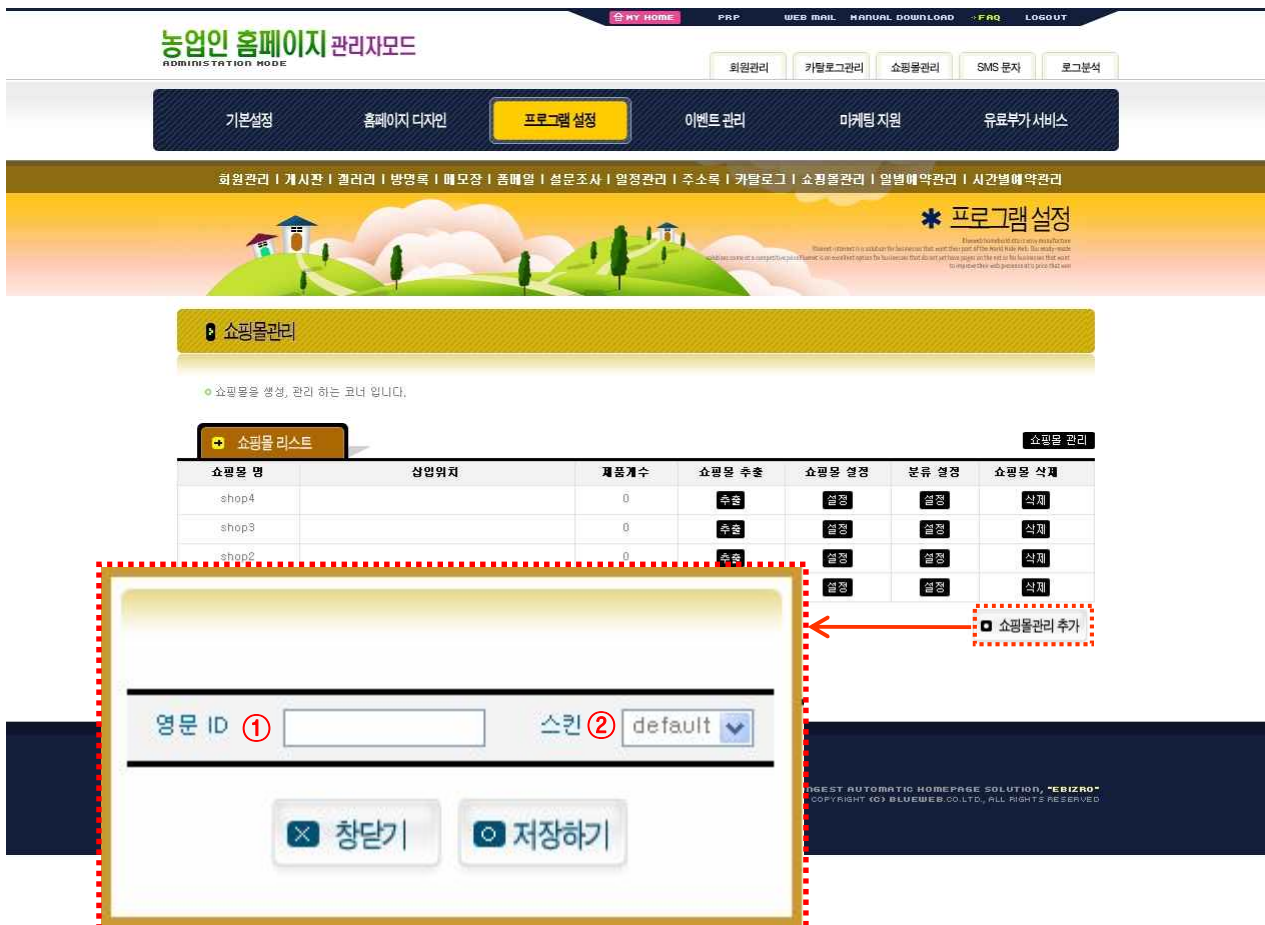 MY HOME PRP WEB MAIL MANUAL DOWNLOAD FAQ LOGOUT
농업인 홈페이지 관리자모드
ADMINISTRATION MODE
회원관리 카탈로그관리 쇼핑몰관리 SMS 문자 로그분석
기본설정 홈페이지 디자인 프로그램 설정 이벤트 관리 마케팅 지원 유료부가 서비스
회원관리 | 게시판 | 갤러리 | 방명록 | 메모장 | 폼메일 | 설문조사 | 일정관리 | 주소록 | 카탈로그 | 쇼핑몰관리 | 일별예약관리 | 시간별예약관리
* 프로그램 설정
쇼핑몰관리
쇼핑몰을 생성, 관리 하는 코너 입니다.
쇼핑몰 리스트 쇼핑몰 관리
쇼핑몰 명 삽입위치 제품개수 쇼핑몰 추출 쇼핑몰 설정 분류 설정 쇼핑몰 삭제
shop4 0 추출 설정 설정 삭제
shop3 0 추출 설정 설정 삭제
shop2 0 추출 설정 설정 삭제
설정 설정 삭제
쇼핑몰관리 추가
영문 ID ① 스킨 ② default
창닫기 저장하기
NGEST AUTOMATIC HOMEPAGE SOLUTION, "EBIZRO"
COPYRIGHT (C) BLUEWEB.CO.LTD., ALL RIGHTS RESERVED